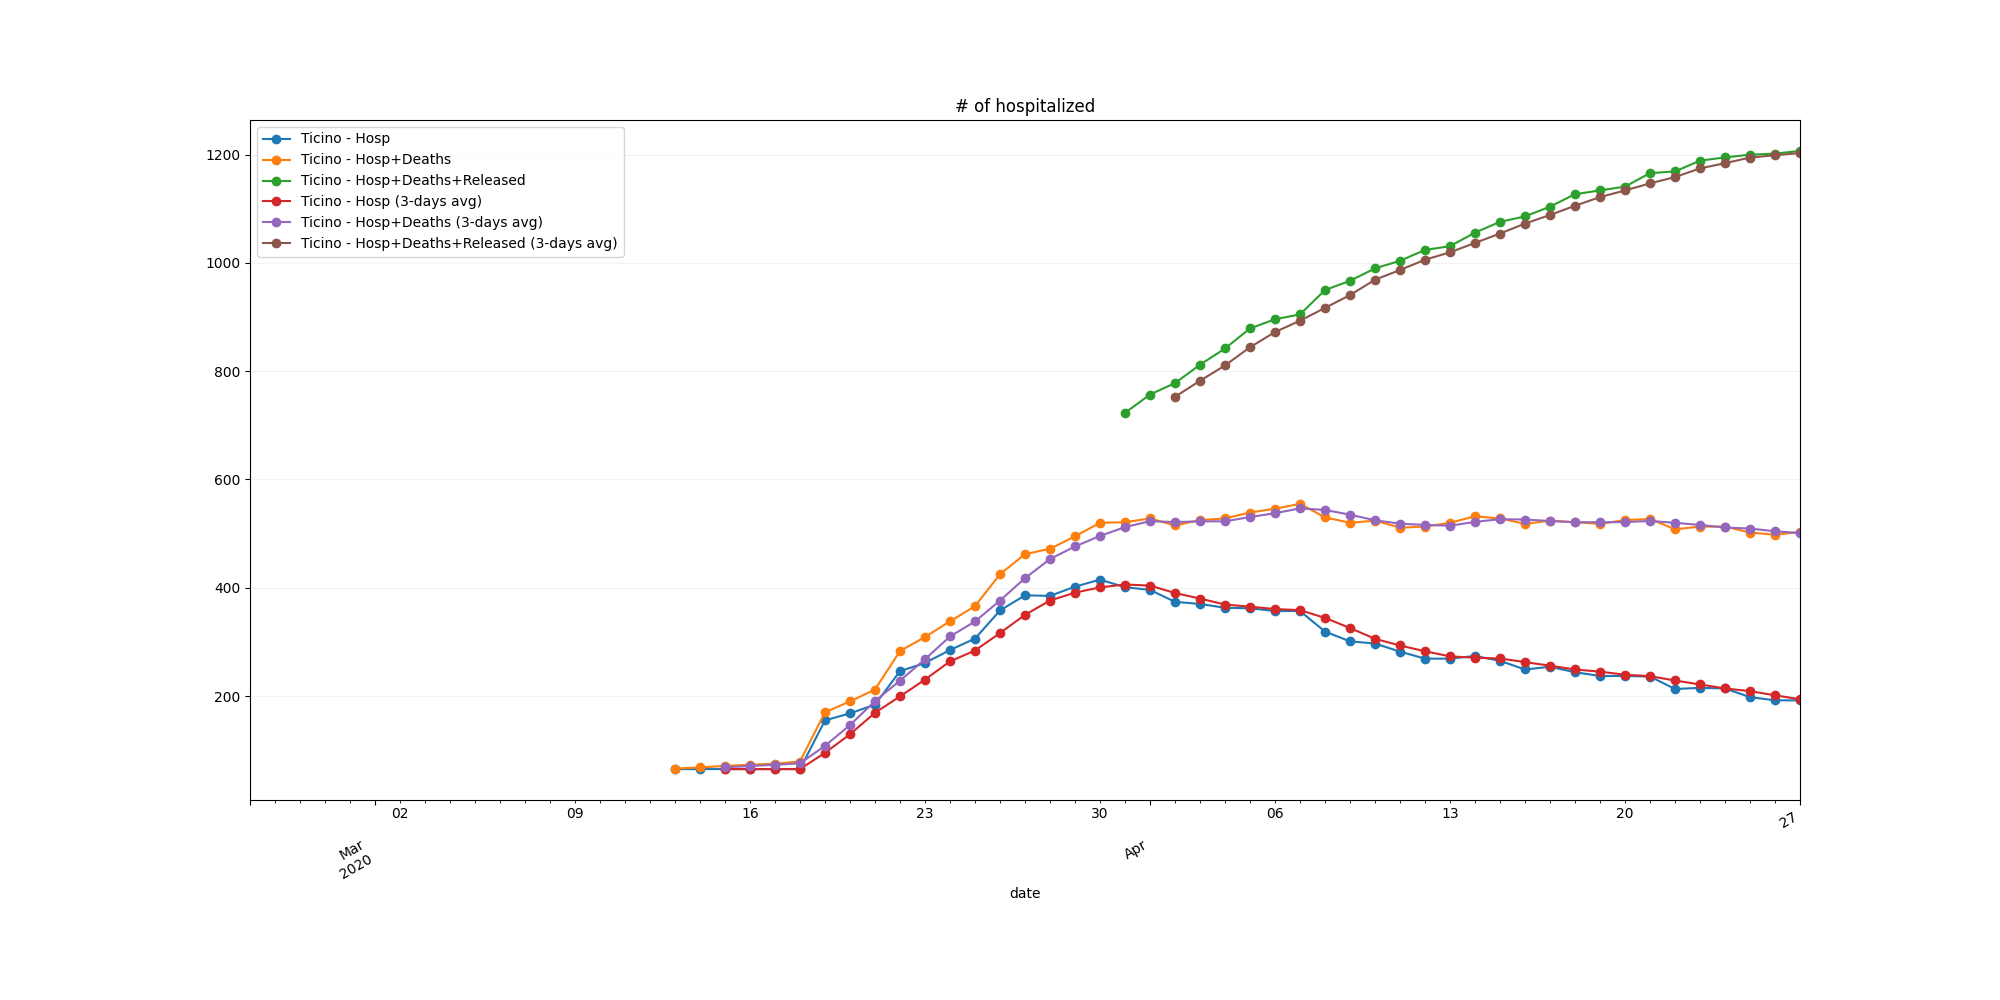 # of hospitalized
Ticino - Hosp
Ticino - Hosp+Deaths
Ticino - Hosp+Deaths+Released
Ticino - Hosp (3-days avg)
Ticino - Hosp+Deaths (3-days avg)
Ticino - Hosp+Deaths+Released (3-days avg)
1200
1000
800
600
400
200
02 09 16 23 30 06 13 20 27
Mar Apr
2020
date